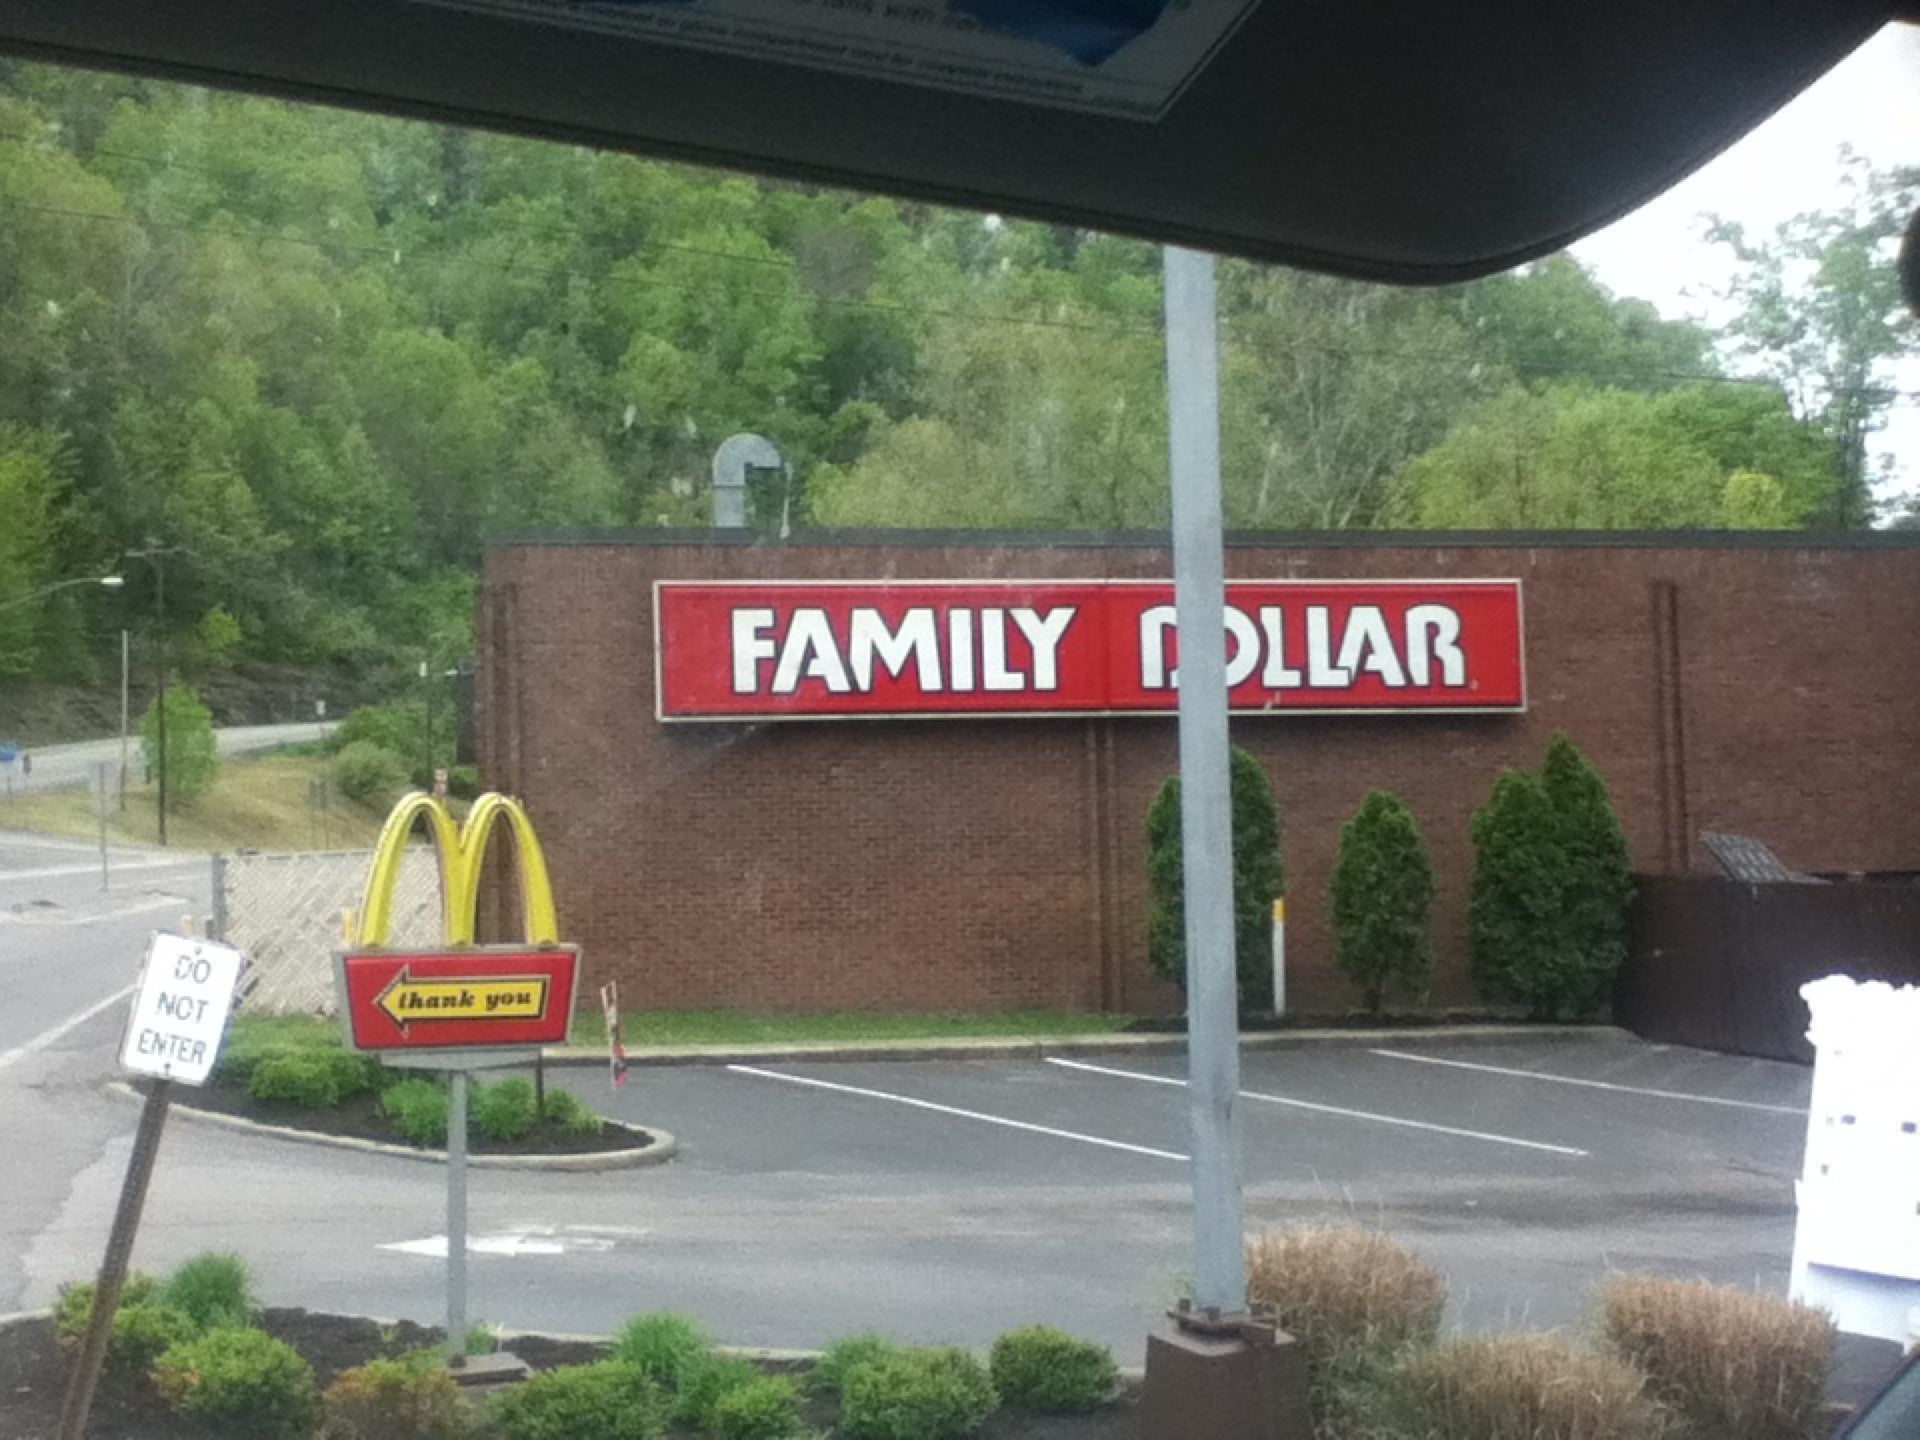 FAMILY DOLLAR
thank you
DO
NOT
ENTER